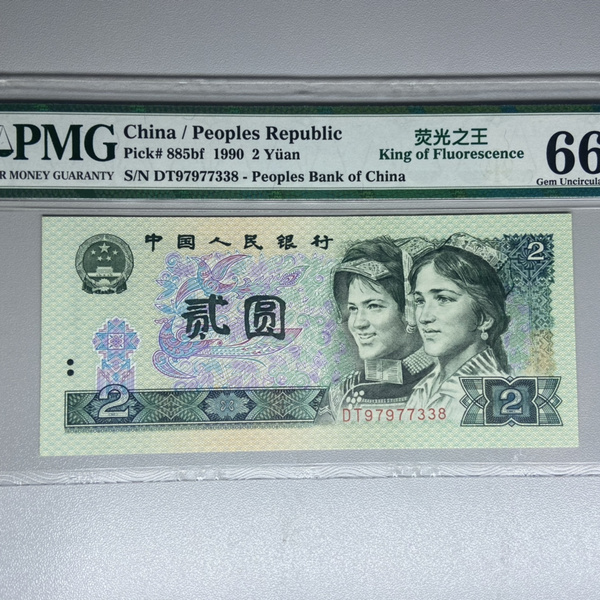 PMG
R MONEY GUARANTY
China / Peoples Republic
Pick# 885bf 1990 2 Yüan
S/N DT97977338 - Peoples Bank of China
荧光之王
King of Fluorescence
66
Gem Uncircula
中国人民银行
贰圆
2
2
2
DT97977338